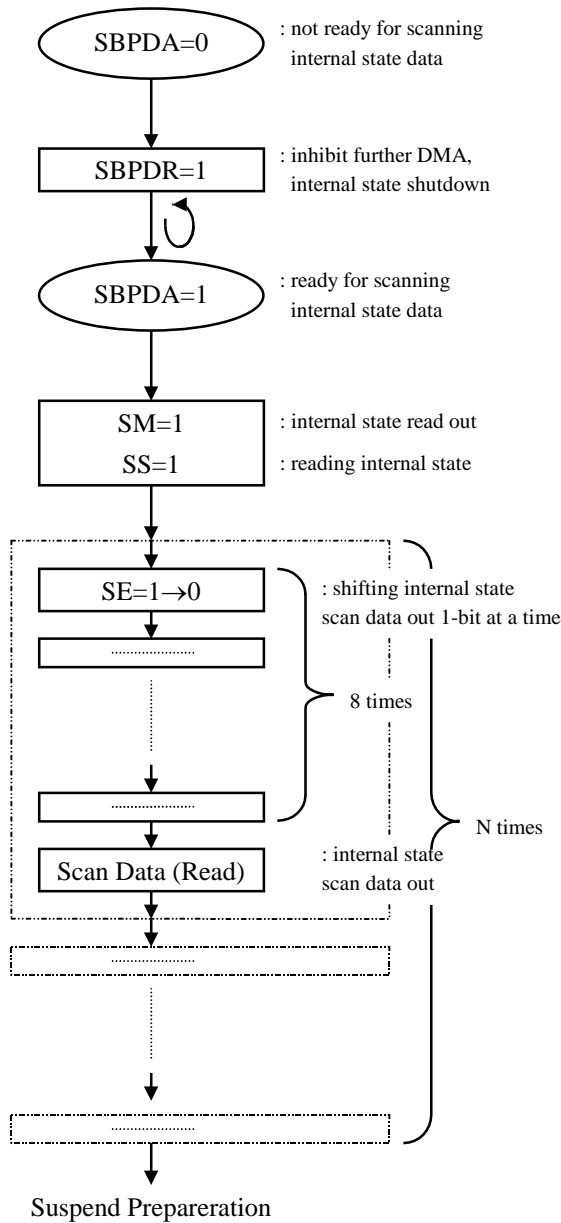 SBPDA=0
: not ready for scanning
internal state data
SBPDR=1
: inhibit further DMA,
internal state shutdown
SBPDA=1
: ready for scanning
internal state data
SM=1
: internal state read out
SS=1
: reading internal state
SE=1→0
: shifting internal state
scan data out 1-bit at a time
8 times
N times
Scan Data (Read)
: internal state
scan data out
Suspend Prepareration